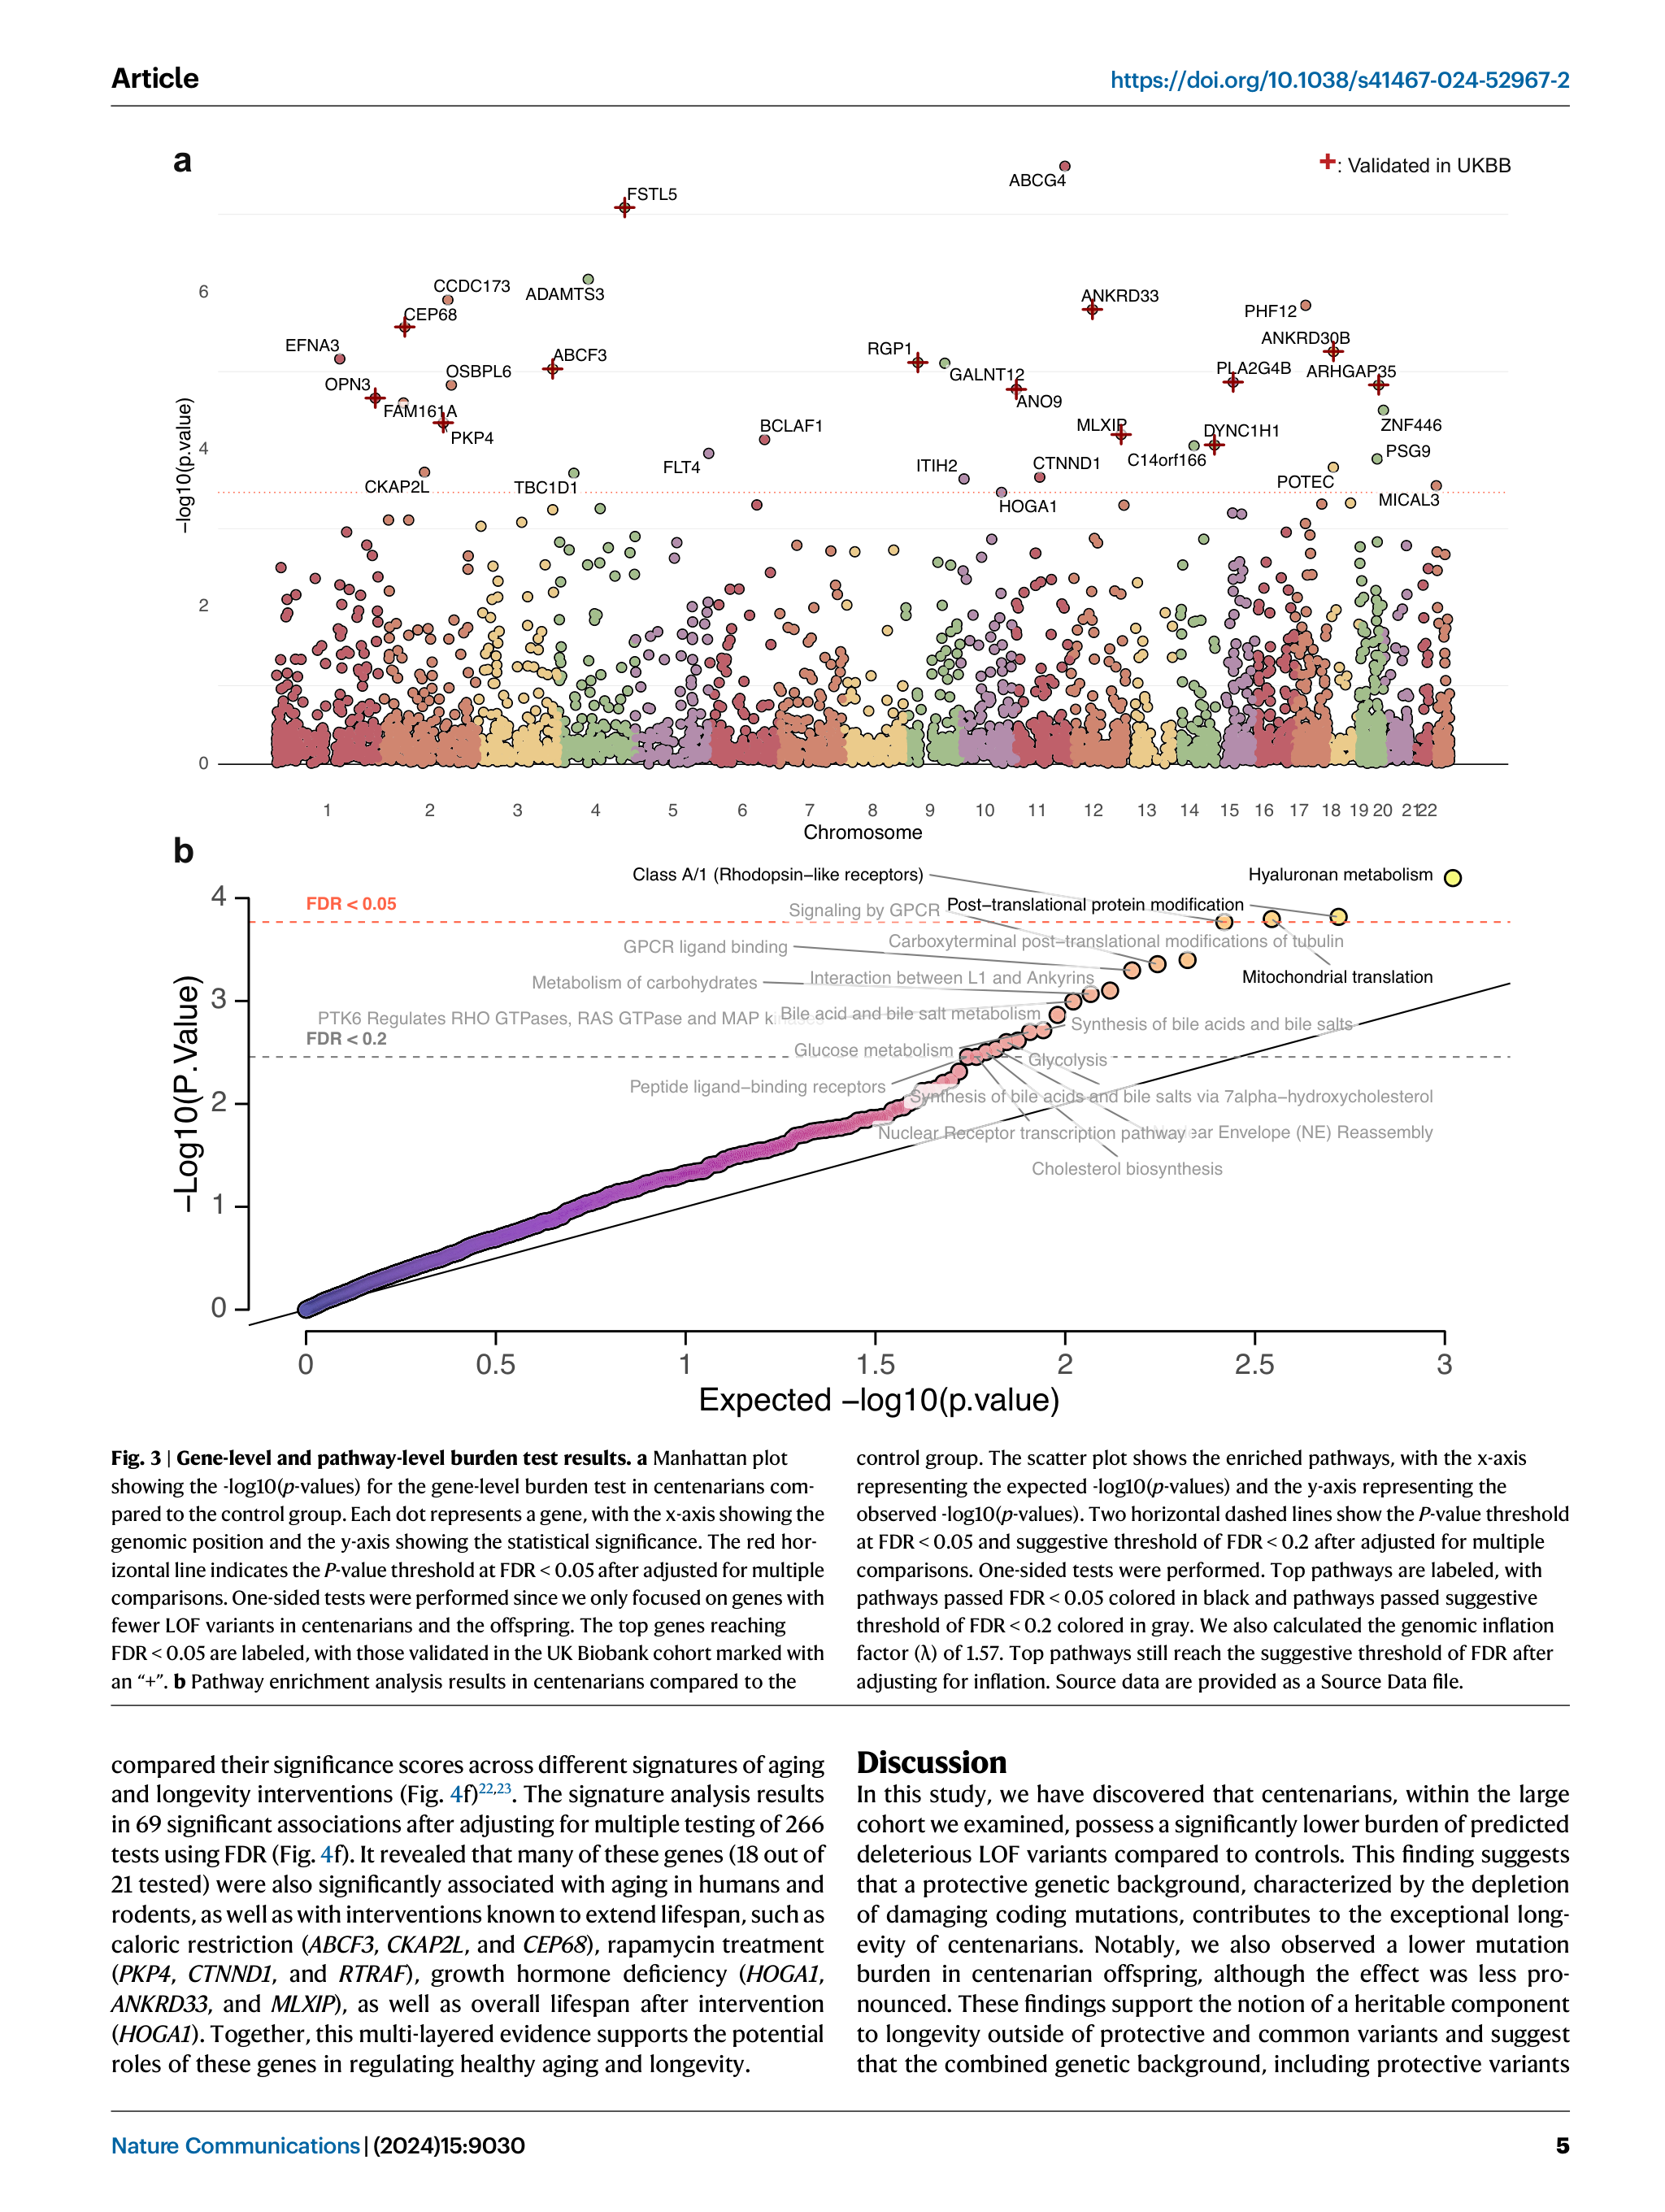 Article
https://doi.org/10.1038/s41467-024-52967-2
a
+: Validated in UKBB
ABCG4
FSTL5
CCDC173
ADAMTS3
CEP68
ANKRD33
PHF12
ANKRD30B
EFNA3
ABCF3
RGP1
OSBPL6
GALNT12
PLA2G4B
ARHGAP35
OPN3
FAM161A
ANO9
PKP4
BCLAF1
MLXIP
DYNC1H1
ZNF446
FLT4
ITIH2
CTNND1
C14orf166
PSG9
CKAP2L
TBC1D1
HOGA1
POTEC
MICAL3
6
4
2
0
−log10(p.value)
1 2 3 4 5 6 7 8 9 10 11 12 13 14 15 16 17 18 19 20 21 22
Chromosome
b
Class A/1 (Rhodopsin−like receptors)
Hyaluronan metabolism
FDR < 0.05
Signaling by GPCR
Post−translational protein modification
GPCR ligand binding
Carboxyterminal post−translational modifications of tubulin
Metabolism of carbohydrates
Interaction between L1 and Ankyrins
Mitochondrial translation
PTK6 Regulates RHO GTPases, RAS GTPase and MAP kinases
Bile acid and bile salt metabolism
Synthesis of bile acids and bile salts
FDR < 0.2
Glucose metabolism
Glycolysis
Peptide ligand−binding receptors
Synthesis of bile acids and bile salts via 7alpha−hydroxycholesterol
Nuclear Receptor transcription pathway
Envelope (NE) Reassembly
Cholesterol biosynthesis
4
3
2
1
0
−Log10(P.Value)
0 0.5 1 1.5 2 2.5 3
Expected −log10(p.value)
Fig. 3 | Gene-level and pathway-level burden test results. a Manhattan plot
showing the -log10(p-values) for the gene-level burden test in centenarians com-
pared to the control group. Each dot represents a gene, with the x-axis showing the
genomic position and the y-axis showing the statistical significance. The red hor-
izontal line indicates the P-value threshold at FDR < 0.05 after adjusted for multiple
comparisons. One-sided tests were performed since we only focused on genes with
fewer LOF variants in centenarians and the offspring. The top genes reaching
FDR < 0.05 are labeled, with those validated in the UK Biobank cohort marked with
an “+”. b Pathway enrichment analysis results in centenarians compared to the
control group. The scatter plot shows the enriched pathways, with the x-axis
representing the expected -log10(p-values) and the y-axis representing the
observed -log10(p-values). Two horizontal dashed lines show the P-value threshold
at FDR < 0.05 and suggestive threshold of FDR < 0.2 after adjusted for multiple
comparisons. One-sided tests were performed. Top pathways are labeled, with
pathways passed FDR < 0.05 colored in black and pathways passed suggestive
threshold of FDR < 0.2 colored in gray. We also calculated the genomic inflation
factor (λ) of 1.57. Top pathways still reach the suggestive threshold of FDR after
adjusting for inflation. Source data are provided as a Source Data file.
compared their significance scores across different signatures of aging
and longevity interventions (Fig. 4f)22,23. The signature analysis results
in 69 significant associations after adjusting for multiple testing of 266
tests using FDR (Fig. 4f). It revealed that many of these genes (18 out of
21 tested) were also significantly associated with aging in humans and
rodents, as well as with interventions known to extend lifespan, such as
caloric restriction (ABCF3, CKAP2L, and CEP68), rapamycin treatment
(PKP4, CTNND1, and RTRAF), growth hormone deficiency (HOGA1,
ANKRD33, and MLXIP), as well as overall lifespan after intervention
(HOGA1). Together, this multi-layered evidence supports the potential
roles of these genes in regulating healthy aging and longevity.
Discussion
In this study, we have discovered that centenarians, within the large
cohort we examined, possess a significantly lower burden of predicted
deleterious LOF variants compared to controls. This finding suggests
that a protective genetic background, characterized by the depletion
of damaging coding mutations, contributes to the exceptional long-
evity of centenarians. Notably, we also observed a lower mutation
burden in centenarian offspring, although the effect was less pro-
nounced. These findings support the notion of a heritable component
to longevity outside of protective and common variants and suggest
that the combined genetic background, including protective variants
Nature Communications | (2024)15:9030
5